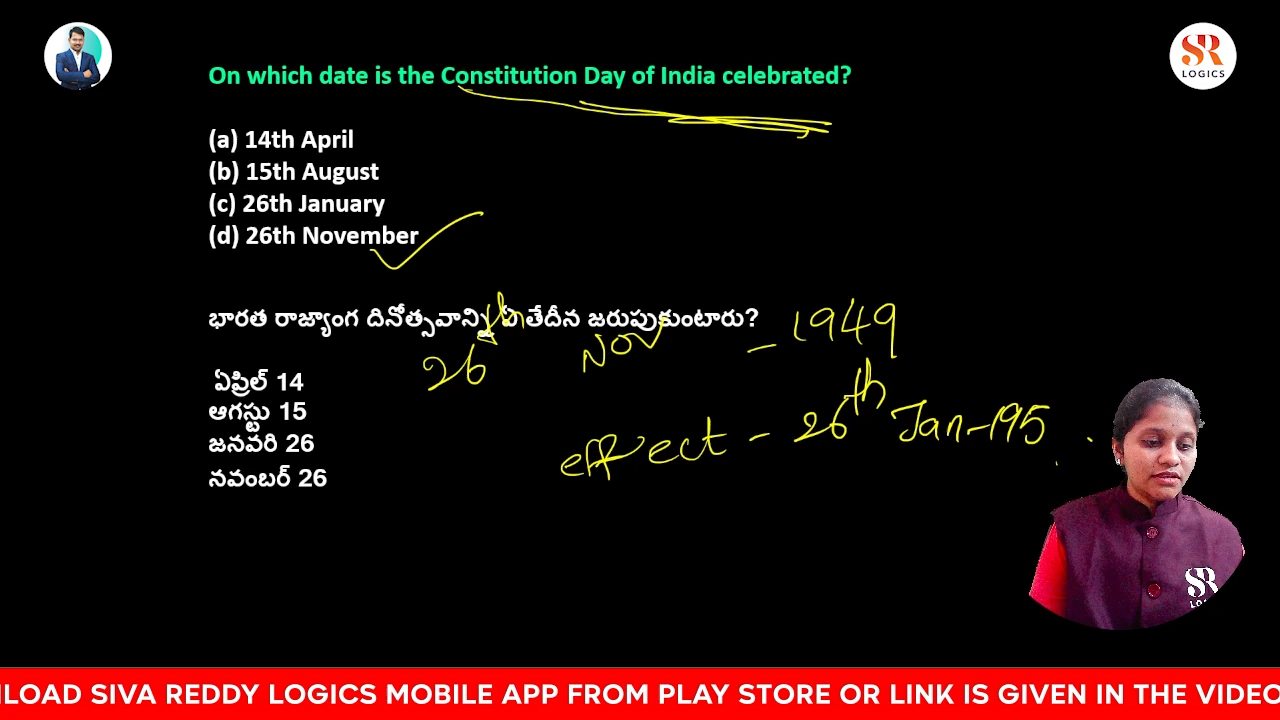 SR
LOGICS
On which date is the Constitution Day of India celebrated?
(a) 14th April
(b) 15th August
(c) 26th January
(d) 26th November
భారత రాజ్యాంగ దినోత్సవాన్ని ఏ తేదీన జరుపుకుంటారు?
26th Nov - 1949
ఏప్రిల్ 14
ఆగస్టు 15
జనవరి 26
నవంబర్ 26
effect - 26th Jan-195
SR
NLOAD SIVA REDDY LOGICS MOBILE APP FROM PLAY STORE OR LINK IS GIVEN IN THE VIDEO